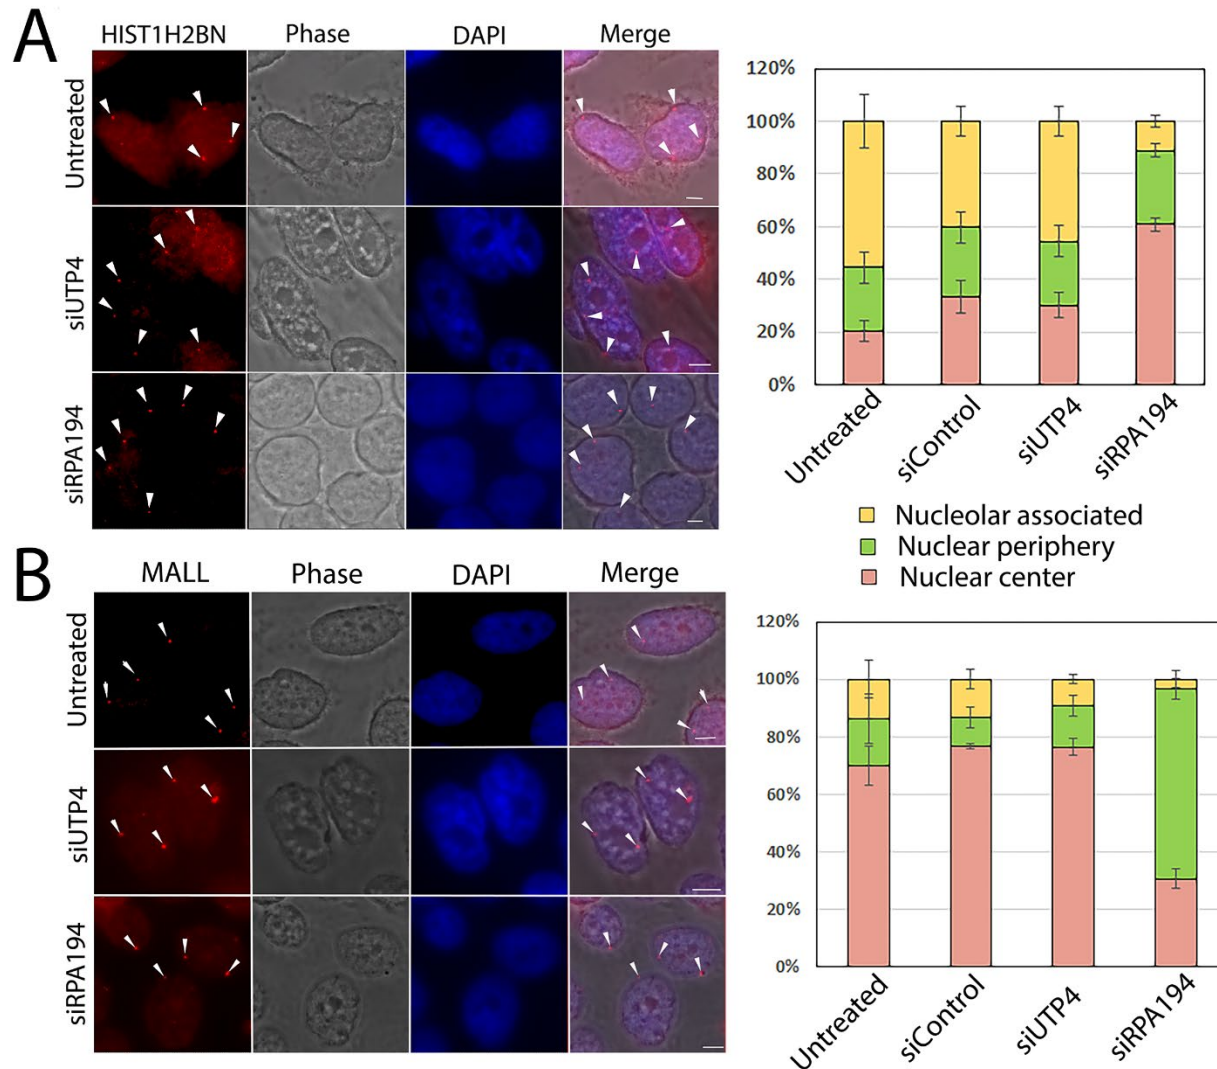 A
HIST1H2BN Phase DAPI Merge
Untreated
siUTP4
siRPA194
120%
100%
80%
60%
40%
20%
0%
Untreated siControl siUTP4 siRPA194
Nucleolar associated
Nuclear periphery
Nuclear center
B
MALL Phase DAPI Merge
Untreated
siUTP4
siRPA194
120%
100%
80%
60%
40%
20%
0%
Untreated siControl siUTP4 siRPA194